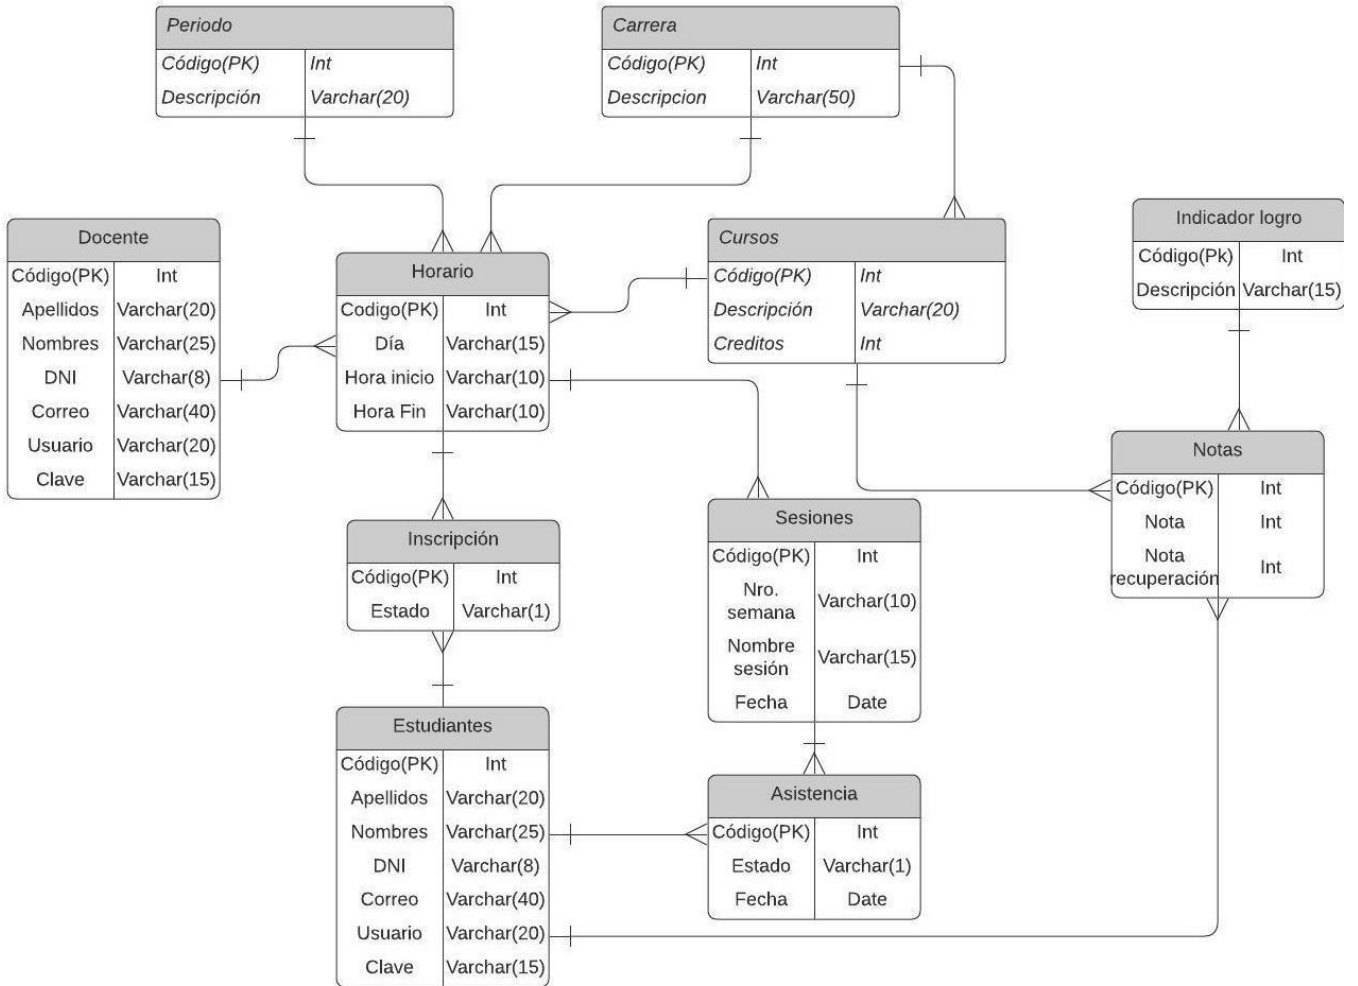 Periodo
Código(PK) Int
Descripción Varchar(20)
Carrera
Código(PK) Int
Descripcion Varchar(50)
Docente
Código(PK) Int
Apellidos Varchar(20)
Nombres Varchar(25)
DNI Varchar(8)
Correo Varchar(40)
Usuario Varchar(20)
Clave Varchar(15)
Horario
Codigo(PK) Int
Día Varchar(15)
Hora inicio Varchar(10)
Hora Fin Varchar(10)
Cursos
Código(PK) Int
Descripción Varchar(20)
Creditos Int
Indicador logro
Código(Pk) Int
Descripción Varchar(15)
Notas
Código(PK) Int
Nota Int
Nota
recuperación Int
Inscripción
Código(PK) Int
Estado Varchar(1)
Sesiones
Código(PK) Int
Nro.
semana Varchar(10)
Nombre
sesión Varchar(15)
Fecha Date
Estudiantes
Código(PK) Int
Apellidos Varchar(20)
Nombres Varchar(25)
DNI Varchar(8)
Correo Varchar(40)
Usuario Varchar(20)
Clave Varchar(15)
Asistencia
Código(PK) Int
Estado Varchar(1)
Fecha Date